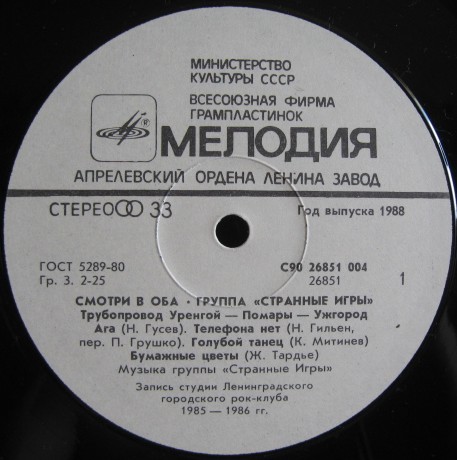 МИНИСТЕРСТВО
КУЛЬТУРЫ СССР
ВСЕСОЮЗНАЯ ФИРМА
ГРАМПЛАСТИНОК
®
МЕЛОДИЯ
АПРЕЛЕВСКИЙ ОРДЕНА ЛЕНИНА ЗАВОД
СТЕРЕО 33 Год выпуска 1988
ГОСТ 5289-80 С90 26851 004
Гр. 3. 2-25 26851 1
СМОТРИ В ОБА · ГРУППА «СТРАННЫЕ ИГРЫ»
Трубопровод Уренгой — Помары — Ужгород
Ага (Н. Гусев). Телефона нет (Н. Гильен,
пер. П. Грушко). Голубой танец (К. Митинев)
Бумажные цветы (Ж. Тардье)
Музыка группы «Странные Игры»
Запись студии Ленинградского
городского рок-клуба
1985 — 1986 гг.